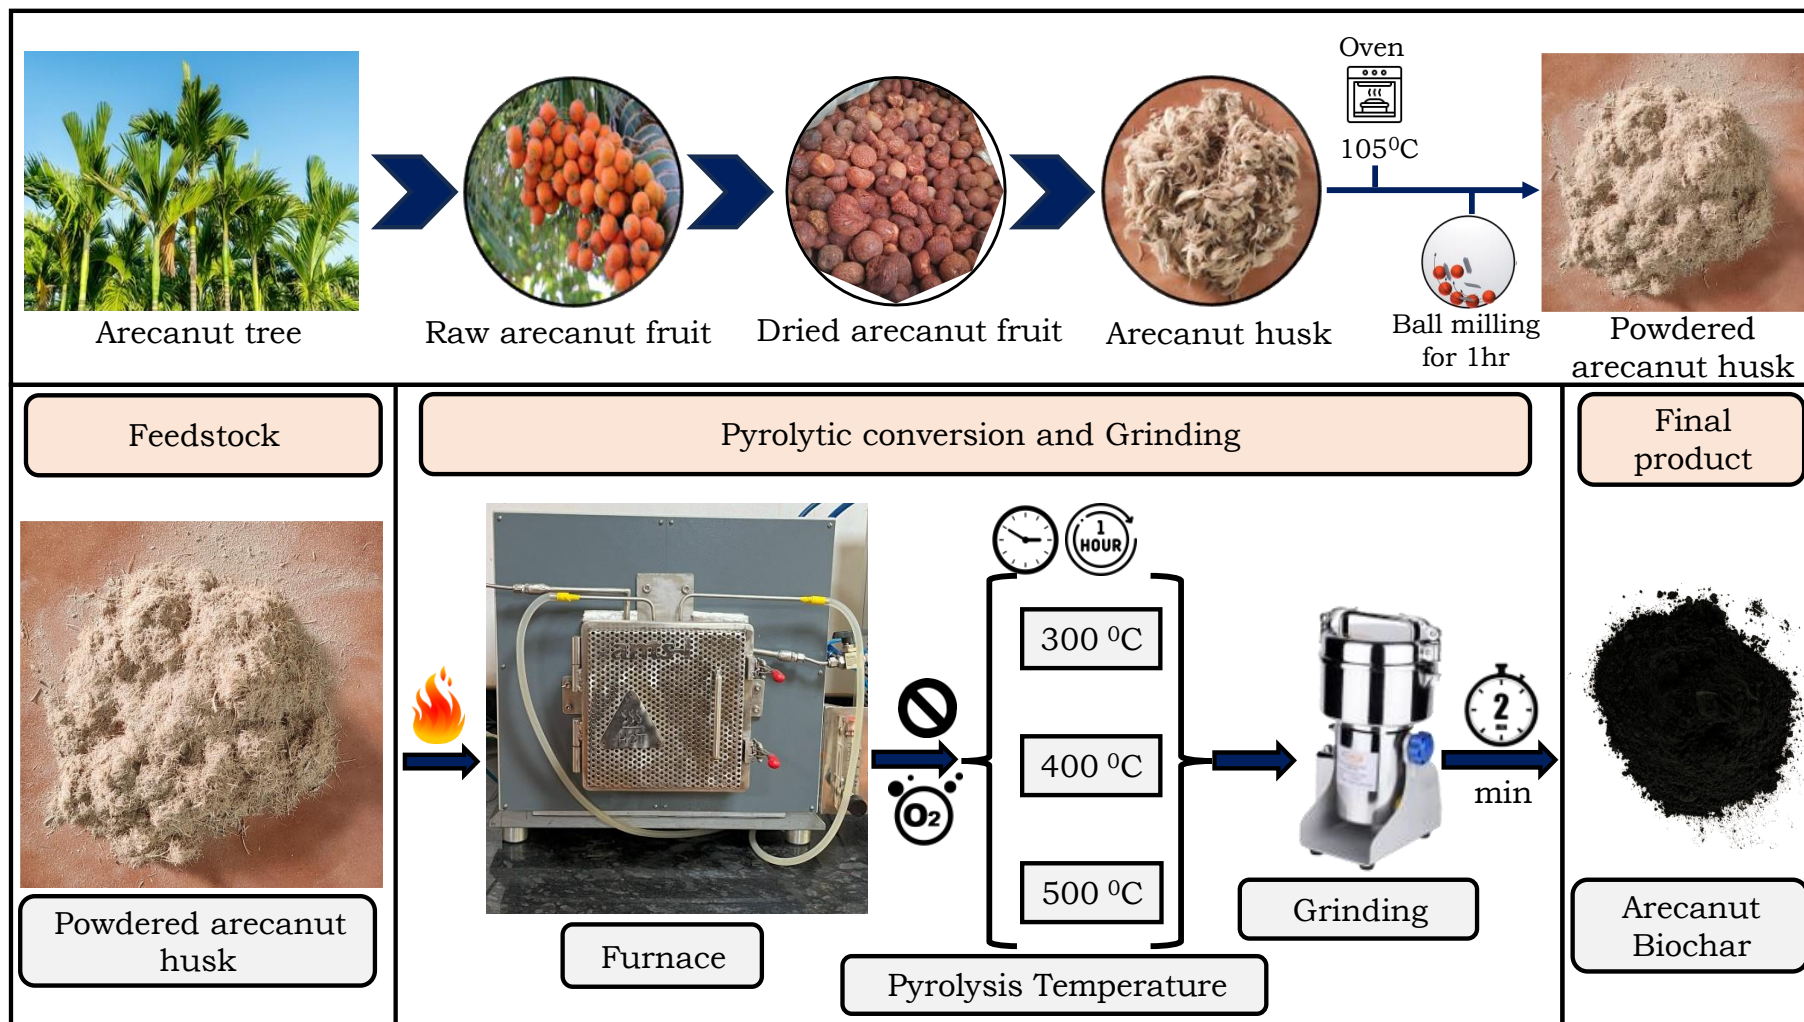 Oven
105⁰C
Arecanut tree
Raw arecanut fruit
Dried arecanut fruit
Arecanut husk
Ball milling
for 1hr
Powdered
arecanut husk
Feedstock
Pyrolytic conversion and Grinding
Final
product
1
HOUR
300 ⁰C
400 ⁰C
500 ⁰C
O₂
2
MIN
min
Powdered arecanut
husk
Furnace
Pyrolysis Temperature
Grinding
Arecanut
Biochar